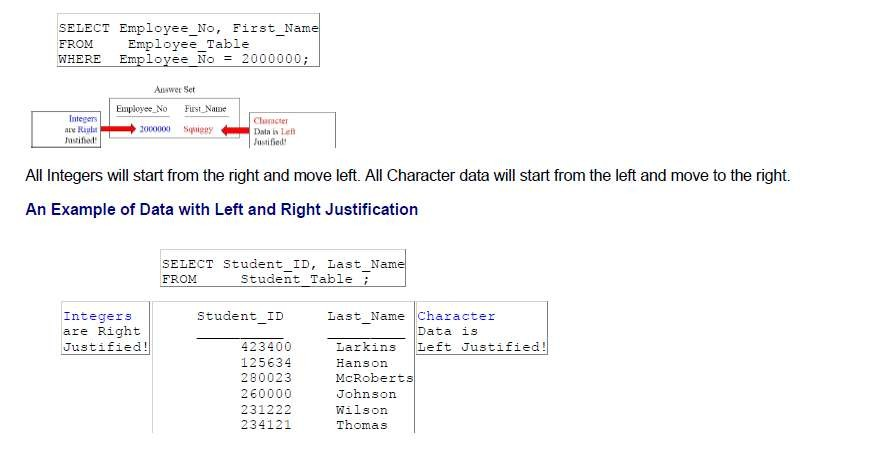 SELECT Employee_No, First_Name
FROM Employee_Table
WHERE Employee_No = 2000000;
Answer Set
Employee_No First_Name
2000000 Squiggy
Integers
are Right
Justified!
Character
Data is Left
Justified!
All Integers will start from the right and move left. All Character data will start from the left and move to the right.
An Example of Data with Left and Right Justification
SELECT Student_ID, Last_Name
FROM Student_Table ;
Integers
are Right
Justified!
Student_ID Last_Name
423400 Larkins
125634 Hanson
280023 McRoberts
260000 Johnson
231222 Wilson
234121 Thomas
Character
Data is
Left Justified!